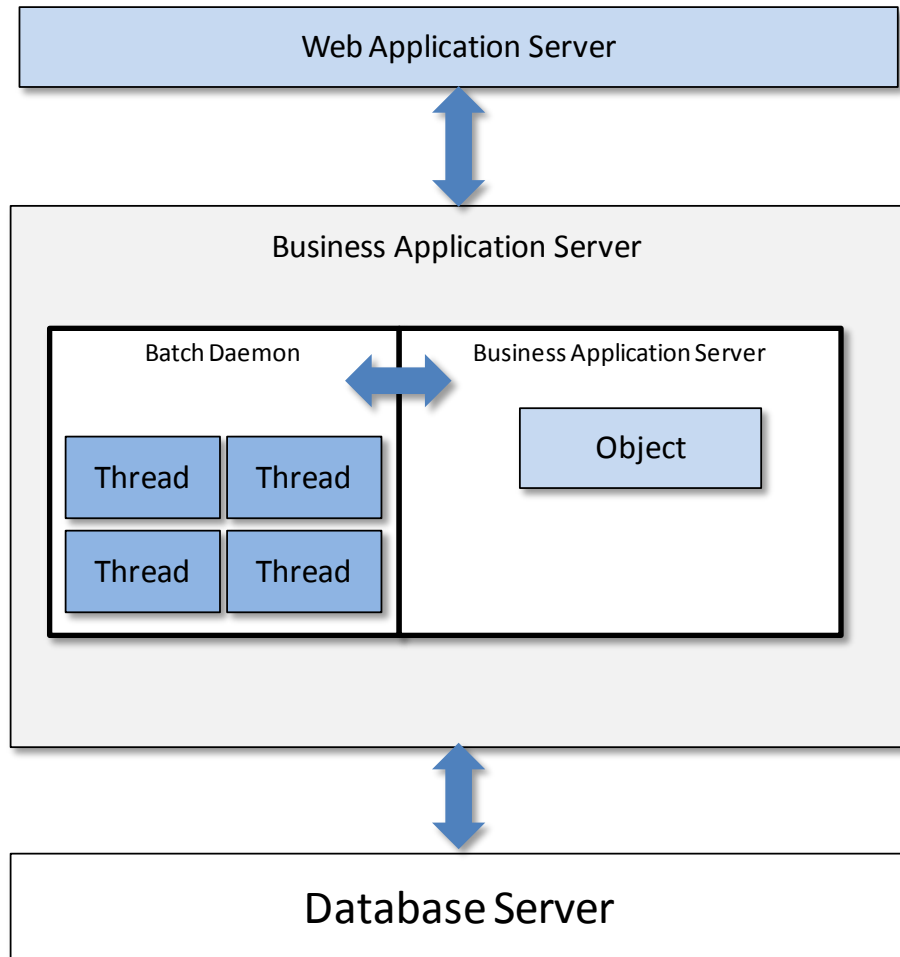 Web Application Server
Business Application Server
Batch Daemon
Business Application Server
Thread
Thread
Object
Thread
Thread
Database Server